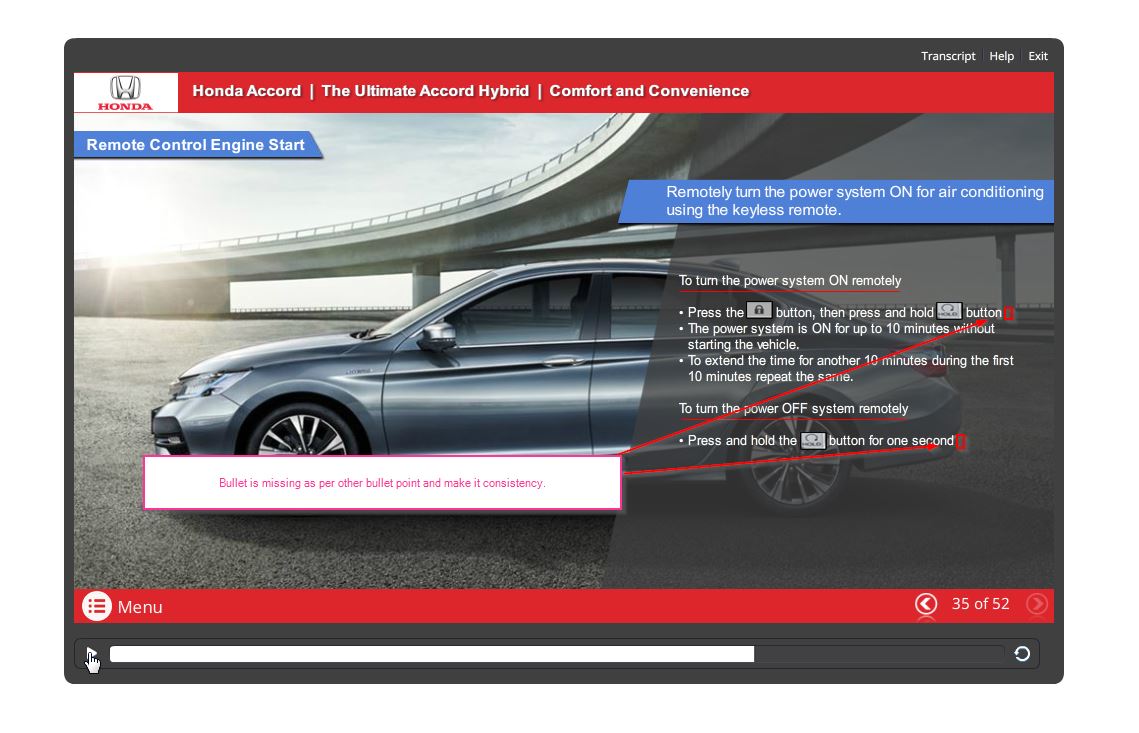 Transcript Help Exit
HONDA
Honda Accord | The Ultimate Accord Hybrid | Comfort and Convenience
Remote Control Engine Start
Remotely turn the power system ON for air conditioning
using the keyless remote.
To turn the power system ON remotely
• Press the button, then press and hold HOLD button
• The power system is ON for up to 10 minutes without
starting the vehicle.
• To extend the time for another 10 minutes during the first
10 minutes repeat the same.
To turn the power OFF system remotely
• Press and hold the HOLD button for one second
Bullet is missing as per other bullet point and make it consistency.
Menu
35 of 52